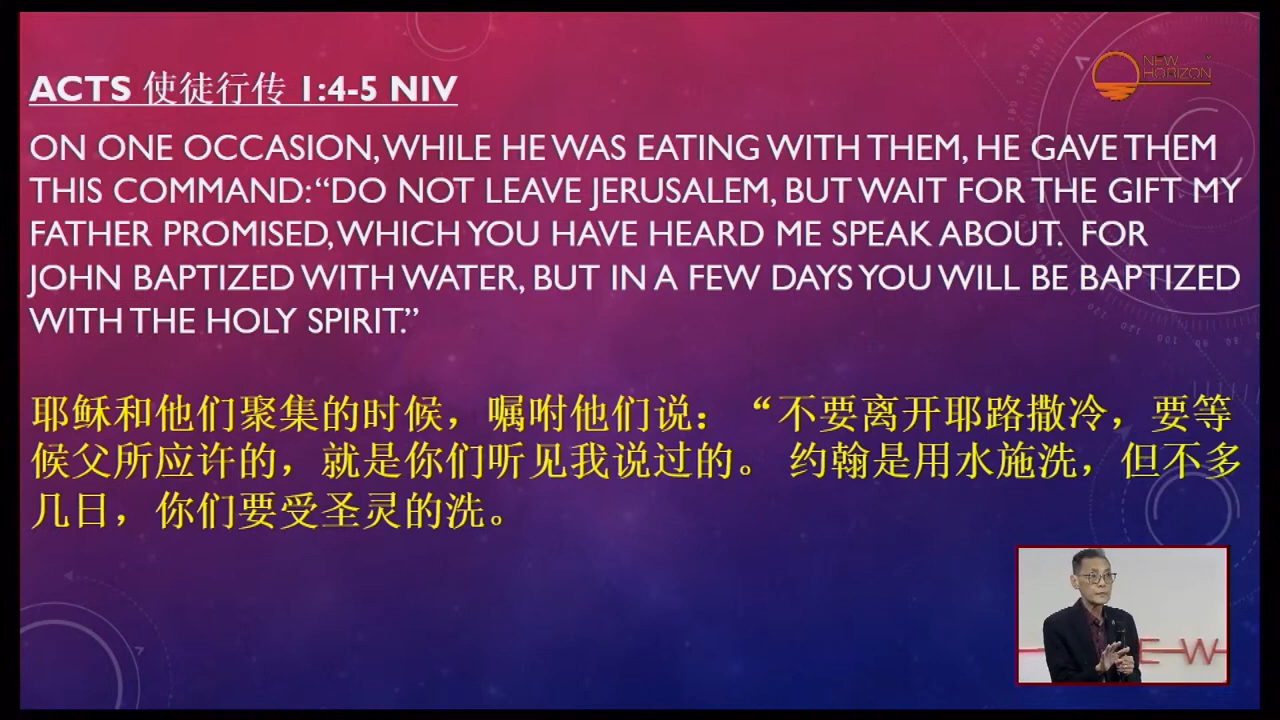 NEW
HORIZON
ACTS 使徒行传 1:4-5 NIV
ON ONE OCCASION, WHILE HE WAS EATING WITH THEM, HE GAVE THEM
THIS COMMAND: “DO NOT LEAVE JERUSALEM, BUT WAIT FOR THE GIFT MY
FATHER PROMISED, WHICH YOU HAVE HEARD ME SPEAK ABOUT. FOR
JOHN BAPTIZED WITH WATER, BUT IN A FEW DAYS YOU WILL BE BAPTIZED
WITH THE HOLY SPIRIT.”
耶稣和他们聚集的时候，嘱咐他们说：“不要离开耶路撒冷，要等
候父所应许的，就是你们听见我说过的。 约翰是用水施洗，但不多
几日，你们要受圣灵的洗。
EW